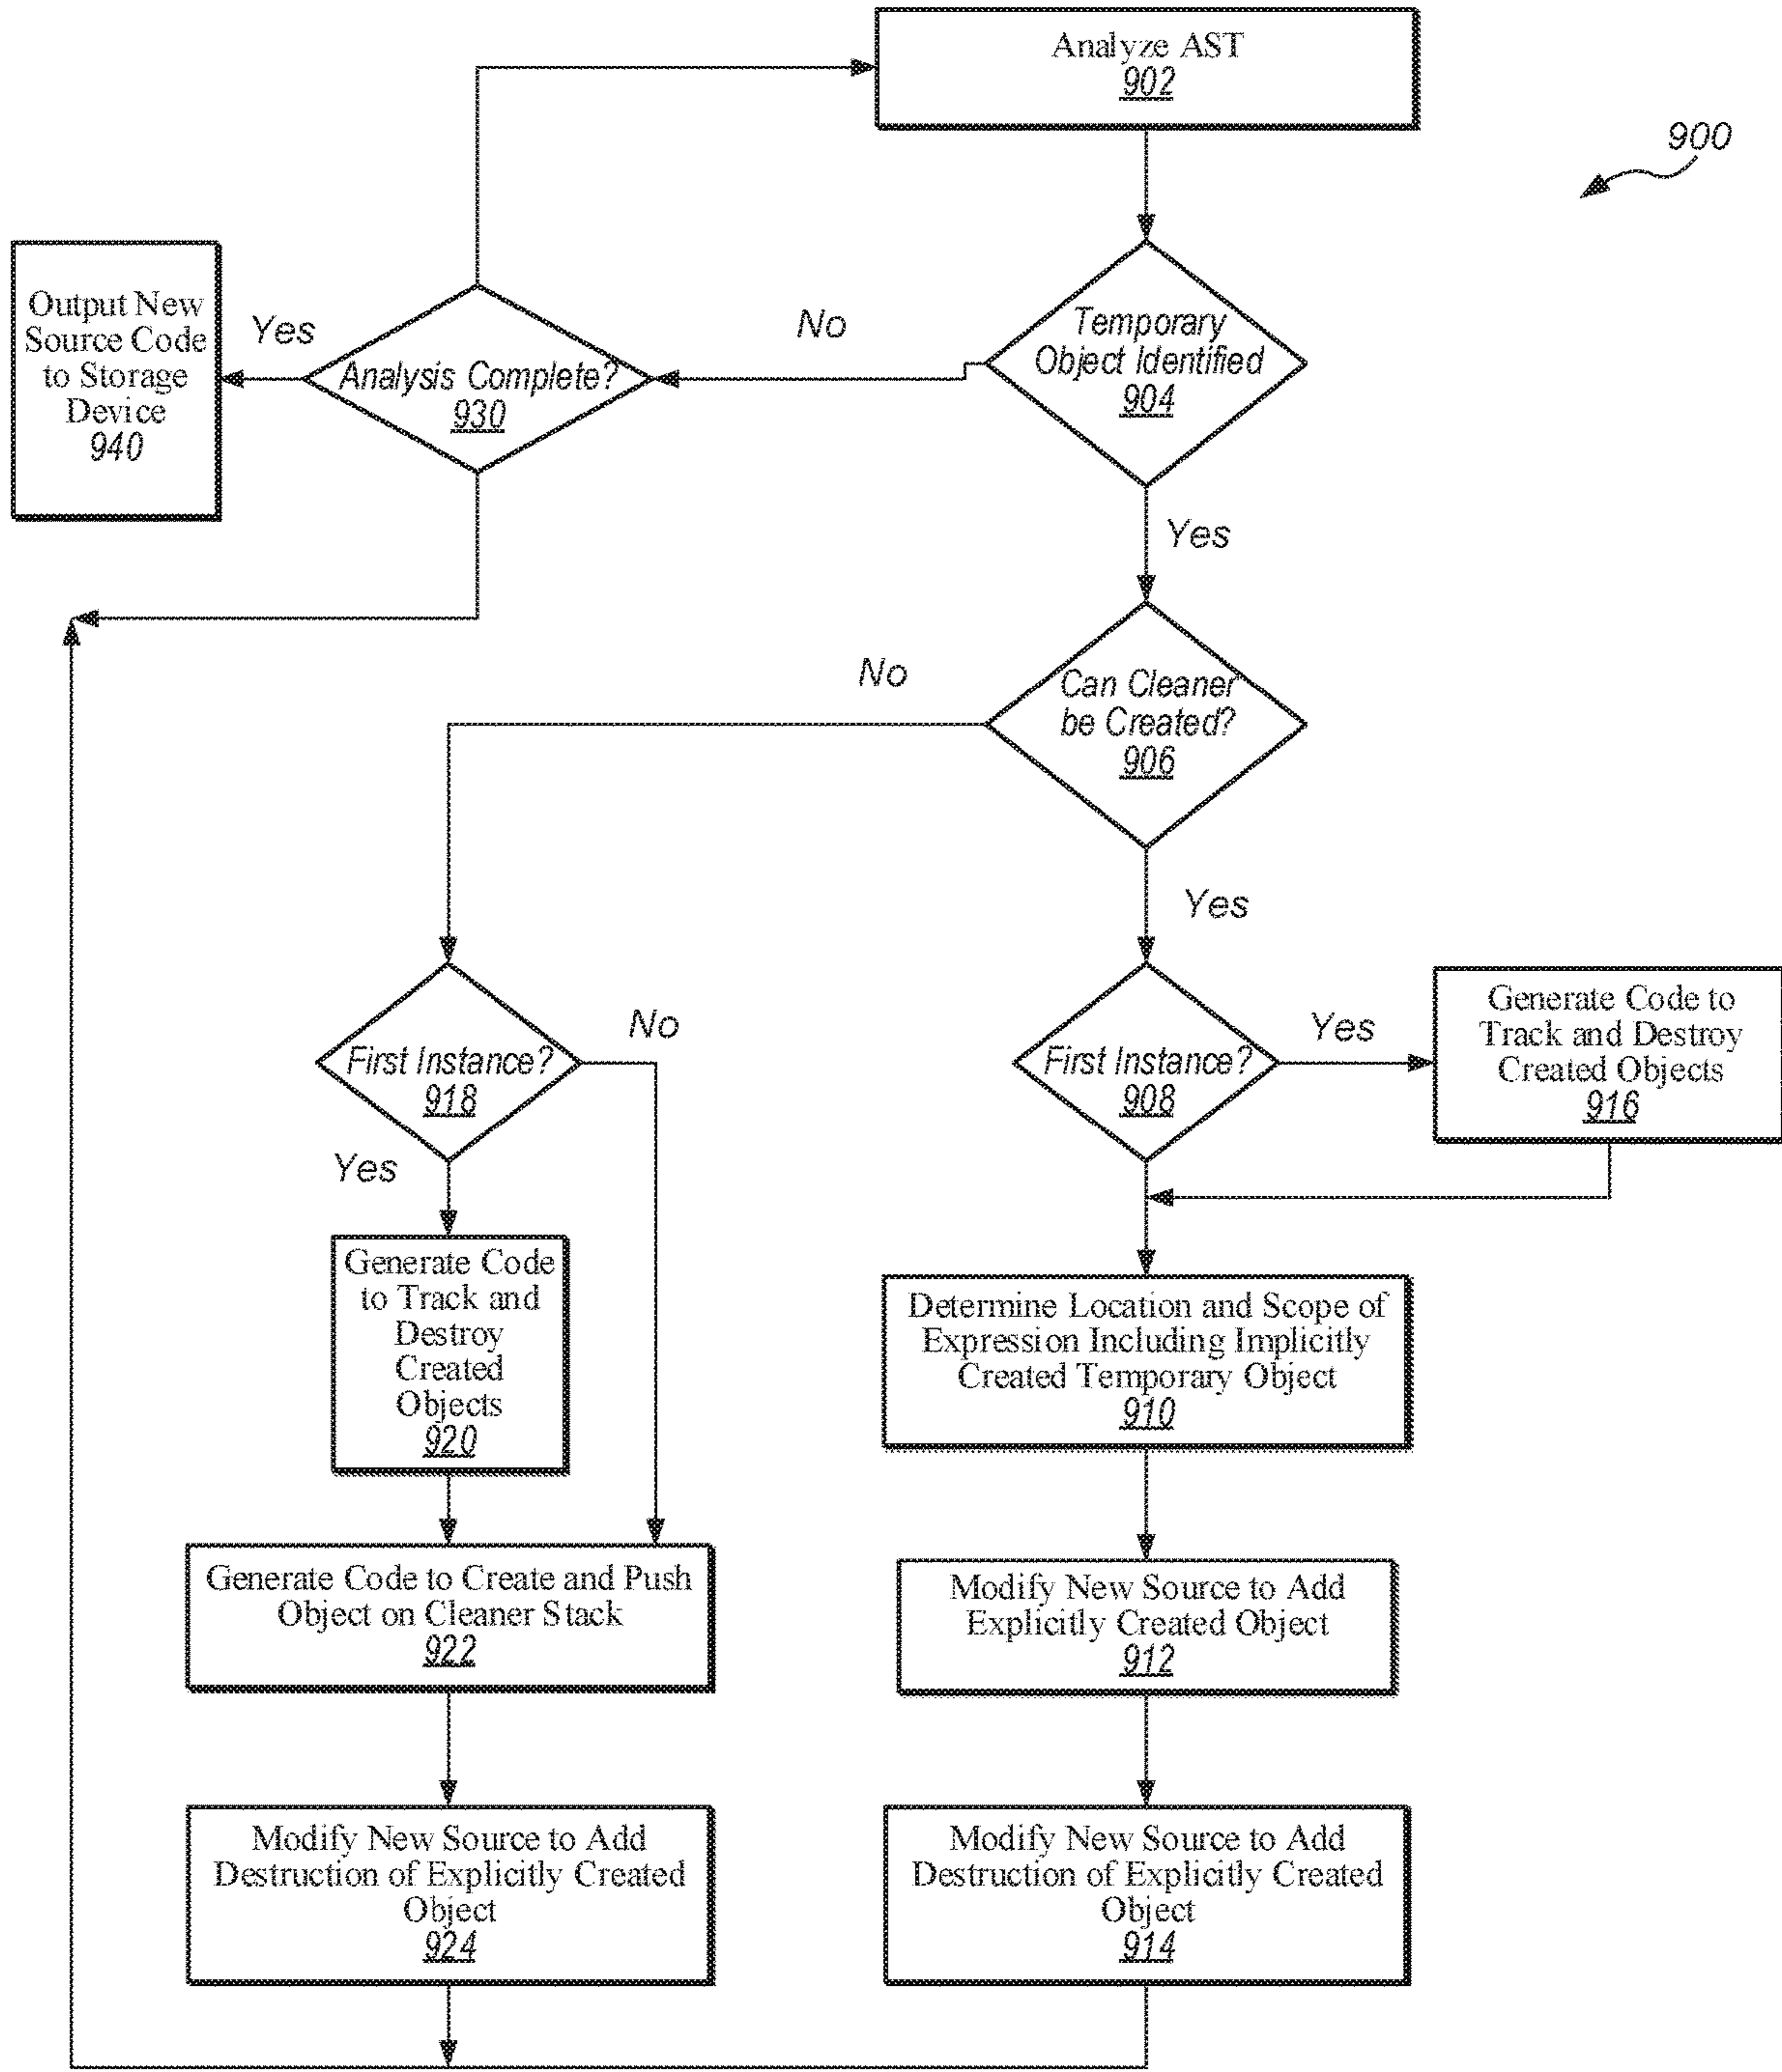 Analyze AST
902
900
Output New
Source Code
to Storage
Device
940
Yes
Analysis Complete?
930
No
Temporary
Object Identified
904
Yes
No
Can Cleaner
be Created?
906
Yes
First Instance?
918
No
Yes
First Instance?
908
Yes
Generate Code to
Track and Destroy
Created Objects
916
Generate Code
to Track and
Destroy
Created
Objects
920
Determine Location and Scope of
Expression Including Implicitly
Created Temporary Object
910
Generate Code to Create and Push
Object on Cleaner Stack
922
Modify New Source to Add
Explicitly Created Object
912
Modify New Source to Add
Destruction of Explicitly Created
Object
924
Modify New Source to Add
Destruction of Explicitly Created
Object
914